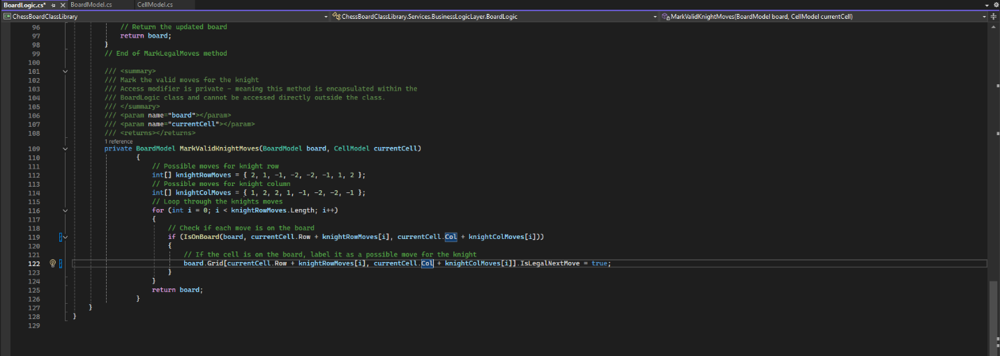 BoardLogic.cs* BoardModel.cs CellModel.cs
ChessBoardClassLibrary ChessBoardClassLibrary.Services.BusinessLogicLayer.BoardLogic MarkValidKnightMoves(BoardModel board, CellModel currentCell)
96 // Return the updated board
97 return board;
98 }
99 // End of MarkLegalMoves method
100
101 /// <summary>
102 /// Mark the valid moves for the knight
103 /// Access modifier is private - meaning this method is encapsulated within the
104 /// BoardLogic class and cannot be accessed directly outside the class.
105 /// </summary>
106 /// <param name="board"></param>
107 /// <param name="currentCell"></param>
108 /// <returns></returns>
1 reference
109 private BoardModel MarkValidKnightMoves(BoardModel board, CellModel currentCell)
110 {
111 // Possible moves for knight row
112 int[] knightRowMoves = { 2, 1, -1, -2, -2, -1, 1, 2 };
113 // Possible moves for knight column
114 int[] knightColMoves = { 1, 2, 2, 1, -1, -2, -2, -1 };
115 // Loop through the knights moves
116 for (int i = 0; i < knightRowMoves.Length; i++)
117 {
118 // Check if each move is on the board
119 if (IsOnBoard(board, currentCell.Row + knightRowMoves[i], currentCell.Col + knightColMoves[i]))
120 {
121 // If the cell is on the board, label it as a possible move for the knight
122 board.Grid[currentCell.Row + knightRowMoves[i], currentCell.Col + knightColMoves[i]].IsLegalNextMove = true;
123 }
124 }
125 return board;
126 }
127 }
128 }
129